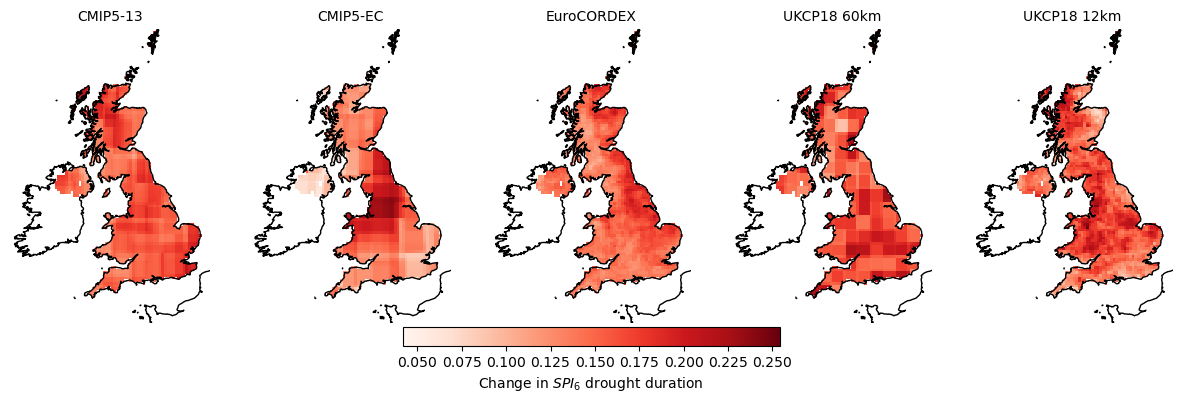 CMIP5-13 CMIP5-EC EuroCORDEX UKCP18 60km UKCP18 12km
0.050 0.075 0.100 0.125 0.150 0.175 0.200 0.225 0.250
Change in SPI₆ drought duration